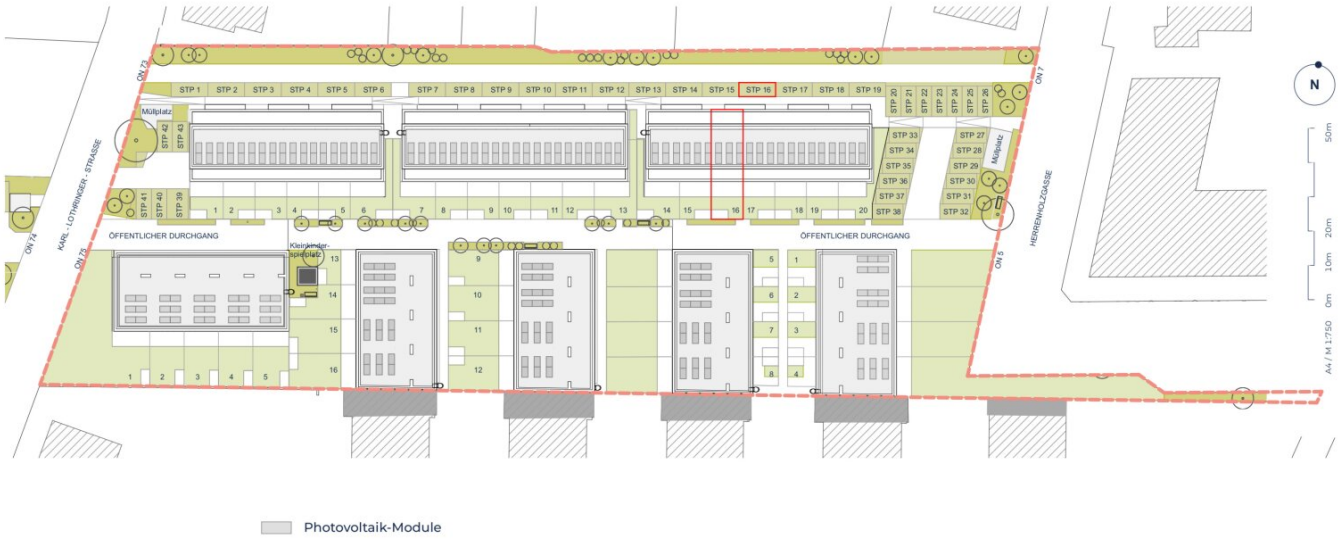 ON 73
ON 7
STP 1
STP 2
STP 3
STP 4
STP 5
STP 6
STP 7
STP 8
STP 9
STP 10
STP 11
STP 12
STP 13
STP 14
STP 15
STP 16
STP 17
STP 18
STP 19
STP 20
STP 21
STP 22
STP 23
STP 24
STP 25
STP 26
N
Müllplatz
STP 42
STP 43
STP 33
STP 27
STP 34
STP 28
STP 35
STP 29
STP 36
STP 30
STP 37
STP 31
STP 38
STP 32
Müllplatz
KARL - LOTHRINGER - STRASSE
HERRENHOLZGASSE
STP 41
STP 40
STP 39
1
2
3
4
5
6
7
8
9
10
11
12
13
14
15
16
17
18
19
20
ON 74
ON 75
ON 5
ÖFFENTLICHER DURCHGANG
ÖFFENTLICHER DURCHGANG
Kleinkinder-
spielplatz
13
14
15
16
9
10
11
12
5
6
7
8
1
2
3
4
1
2
3
4
5
50m
20m
10m
0m
A4 / M 1:750
Photovoltaik-Module